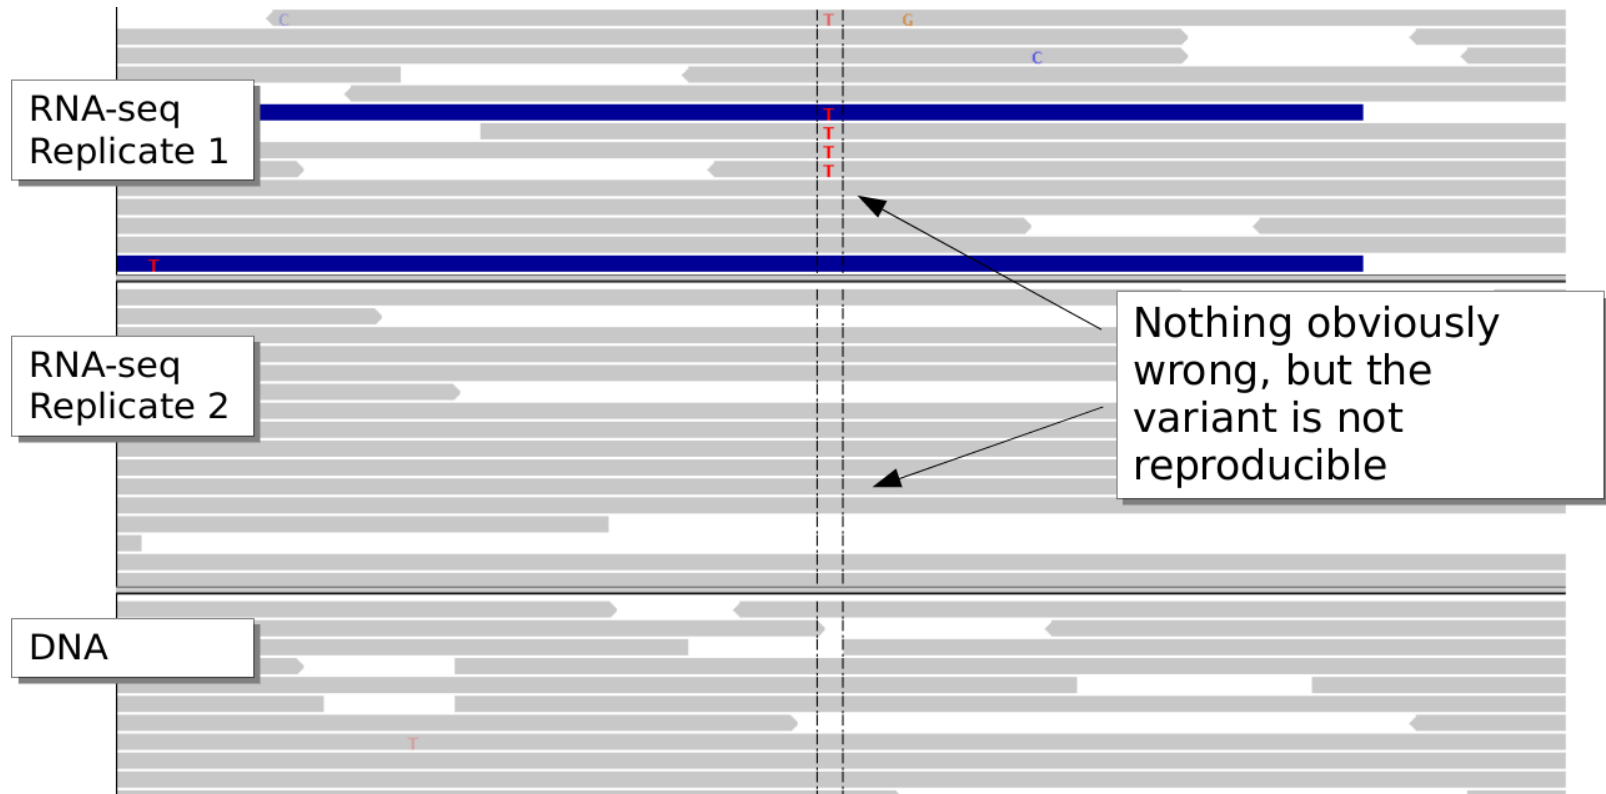 C T G
C
RNA-seq
Replicate 1
T
T
T
T
T
RNA-seq
Replicate 2
Nothing obviously
wrong, but the
variant is not
reproducible
DNA
T